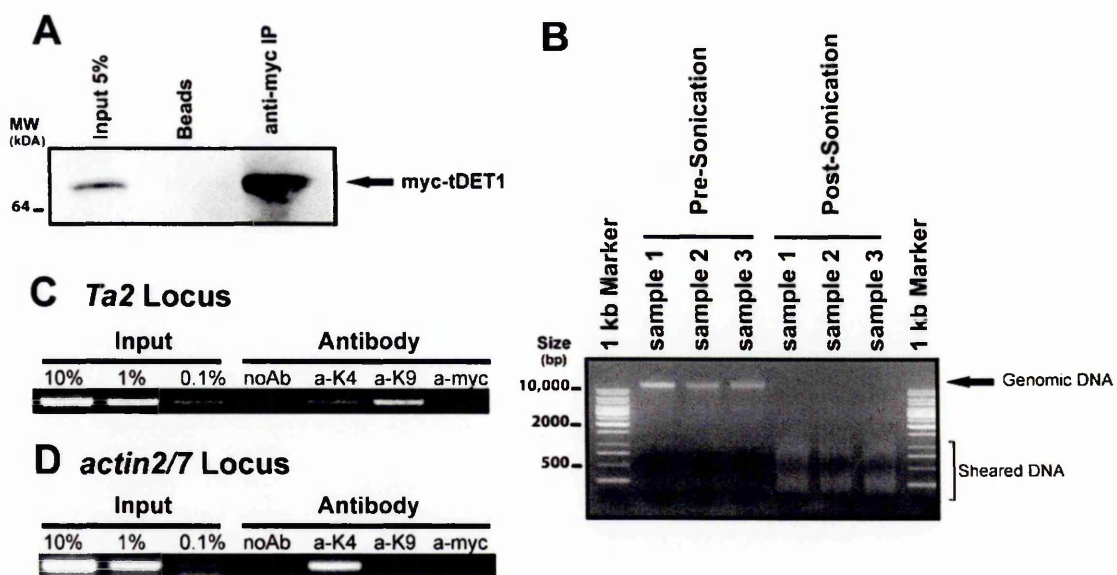 A
Input 5%
Beads
anti-myc IP
MW
(kDA)
64
myc-tDET1
B
Pre-Sonication
Post-Sonication
1 kb Marker
sample 1
sample 2
sample 3
sample 1
sample 2
sample 3
1 kb Marker
Size
(bp)
10,000
2000
500
Genomic DNA
Sheared DNA
C Ta2 Locus
Input Antibody
10% 1% 0.1% noAb a-K4 a-K9 a-myc
D actin2/7 Locus
Input Antibody
10% 1% 0.1% noAb a-K4 a-K9 a-myc